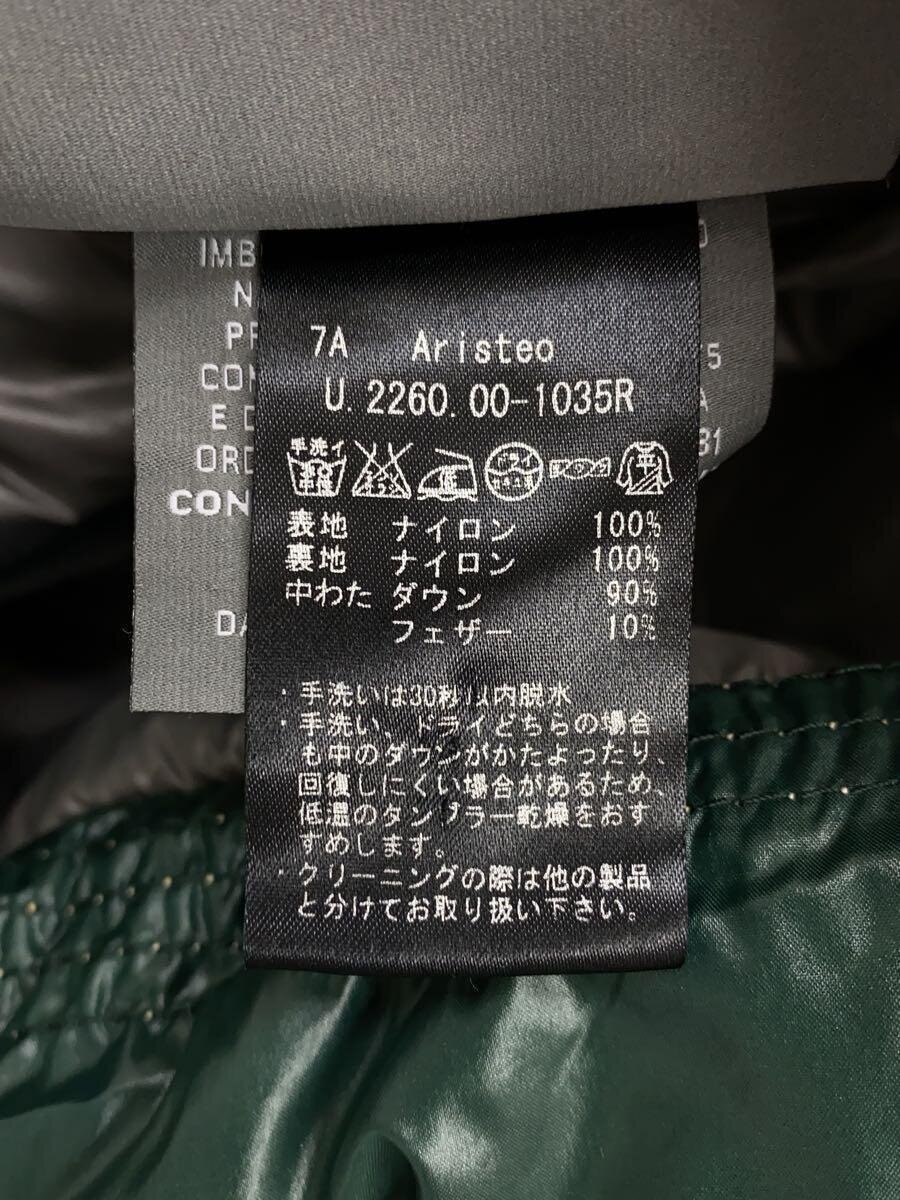 IMB
N
PR
CON
E D
ORD
CON
DA
5
A
31
7A Aristeo
U.2260.00-1035R
手洗イ
ドライ
表地 ナイロン 100%
裏地 ナイロン 100%
中わた ダウン 90%
フェザー 10%
・手洗いは30秒以内脱水
・手洗い、ドライどちらの場合
も中のダウンがかたよったり、
回復しにくい場合があるため、
低温のタンブラー乾燥をおす
すめします。
・クリーニングの際は他の製品
と分けてお取り扱い下さい。